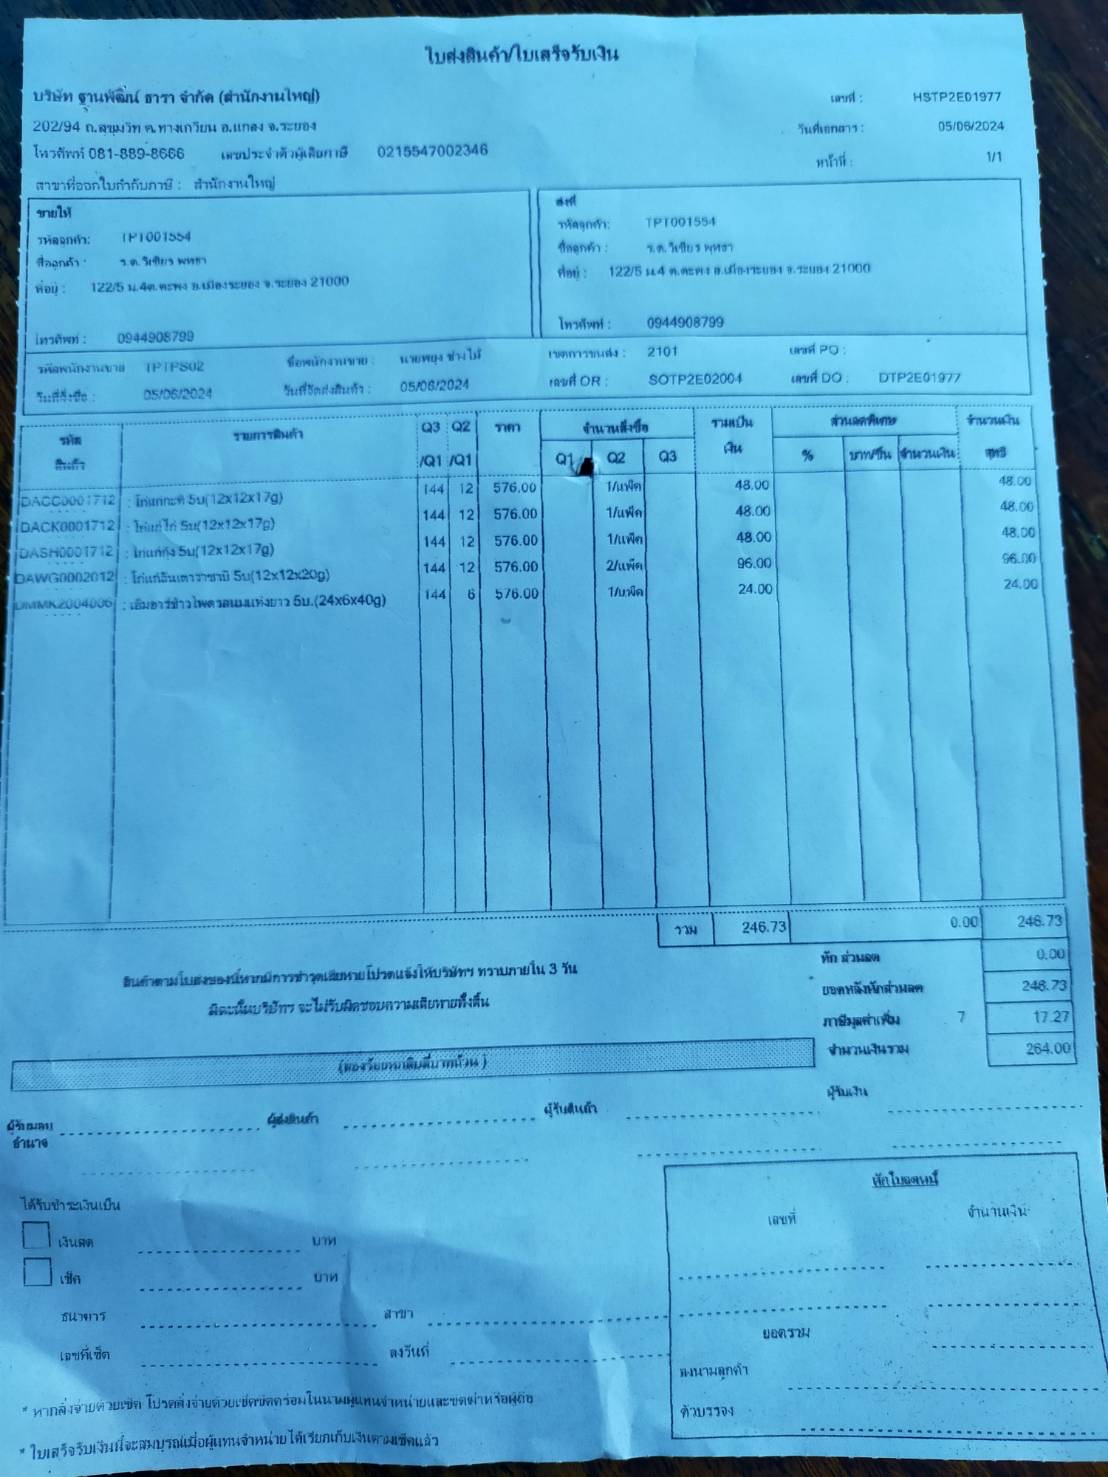 ใบส่งสินค้า/ใบเสร็จรับเงิน
บริษัท ฐานพัฒน์ ธารา จำกัด (สำนักงานใหญ่)
เลขที่ : HSTP2E01977
202/94 ถ.สุขุมวิท ต.ทางเกวียน อ.แกลง จ.ระยอง
วันที่เอกสาร : 05/06/2024
โทรศัพท์ 081-889-8666 เลขประจำตัวผู้เสียภาษี 0215547002346
หน้าที่ : 1/1
สาขาที่ออกใบกำกับภาษี : สำนักงานใหญ่
ขายให้
รหัสลูกค้า: TPT001554
ชื่อลูกค้า : ร.ต.วิเชียร พุทธา
ที่อยู่ : 122/5 ม.4ต.ตะพง อ.เมืองระยอง จ.ระยอง 21000
โทรศัพท์ : 0944908799
ส่งที่
รหัสลูกค้า: TPT001554
ชื่อลูกค้า : ร.ต.วิเชียร พุทธา
ที่อยู่ : 122/5 ม.4 ต.ตะพง อ.เมืองระยอง จ.ระยอง 21000
โทรศัพท์ : 0944908799
รหัสพนักงานขาย TPTPS02 ชื่อพนักงานขาย : นายพยุง ช่างไม้ เขตการขนส่ง : 2101 เลขที่ PO :
วันที่สั่งซื้อ : 05/06/2024 วันที่จัดส่งสินค้า : 05/06/2024 เลขที่ OR : SOTP2E02004 เลขที่ DO : DTP2E01977
รหัสสินค้า รายการสินค้า Q3/Q1 Q2/Q1 ราคา จำนวนสั่งซื้อ รวมเป็นเงิน ส่วนลดพิเศษ จำนวนเงินสุทธิ
Q1 Q2 Q3 % บาท/ชิ้น จำนวนเงิน
DACC0001712 : โก๋แก่กะทิ 5บ(12x12x17g) 144 12 576.00 1/แพ็ค 48.00 48.00
DACK0001712 : โก๋แก่ไก่ 5บ(12x12x17g) 144 12 576.00 1/แพ็ค 48.00 48.00
DASH0001712 : โก๋แก่กุ้ง 5บ(12x12x17g) 144 12 576.00 1/แพ็ค 48.00 48.00
DAWG0002012 : โก๋แก่ถั่นเตาวาซาบิ 5บ(12x12x20g) 144 12 576.00 2/แพ็ค 96.00 96.00
DMMK2004006 : 5บ.(24x6x40g) 144 6 576.00 1/แพ็ค 24.00 24.00
รวม 246.73 0.00 246.73
หัก ส่วนลด 0.00
สินค้าตามใบส่งของนี้หากมีการชำรุดเสียหายโปรดแจ้งให้บริษัทฯ ทราบภายใน 3 วัน
ยอดหลังหักส่วนลด 246.73
มิฉะนั้นบริษัทฯ จะไม่รับผิดชอบความเสียหายทั้งสิ้น
ภาษีมูลค่าเพิ่ม 7 17.27
จำนวนเงินรวม 264.00
(สองร้อยหกสิบสี่บาทถ้วน )
ผู้รับมอบอำนาจ ผู้ส่งสินค้า ผู้รับสินค้า ผู้รับเงิน
ได้รับชำระเงินเป็น
เงินสด บาท
เช็ค บาท
ธนาคาร สาขา
เลขที่เช็ค ลงวันที่
หักใบลดหนี้
เลขที่ จำนวนเงิน
ยอดรวม
ลงนามลูกค้า
ตัวบรรจง
* หากสั่งจ่ายด้วยเช็ค โปรดสั่งจ่ายด้วยเช็คขีดคร่อมในนามผู้แทนจำหน่ายและขีดฆ่าหรือผู้ถือ
* ใบเสร็จรับเงินนี้จะสมบูรณ์เมื่อผู้แทนจำหน่ายได้เรียกเก็บเงินตามเช็คแล้ว